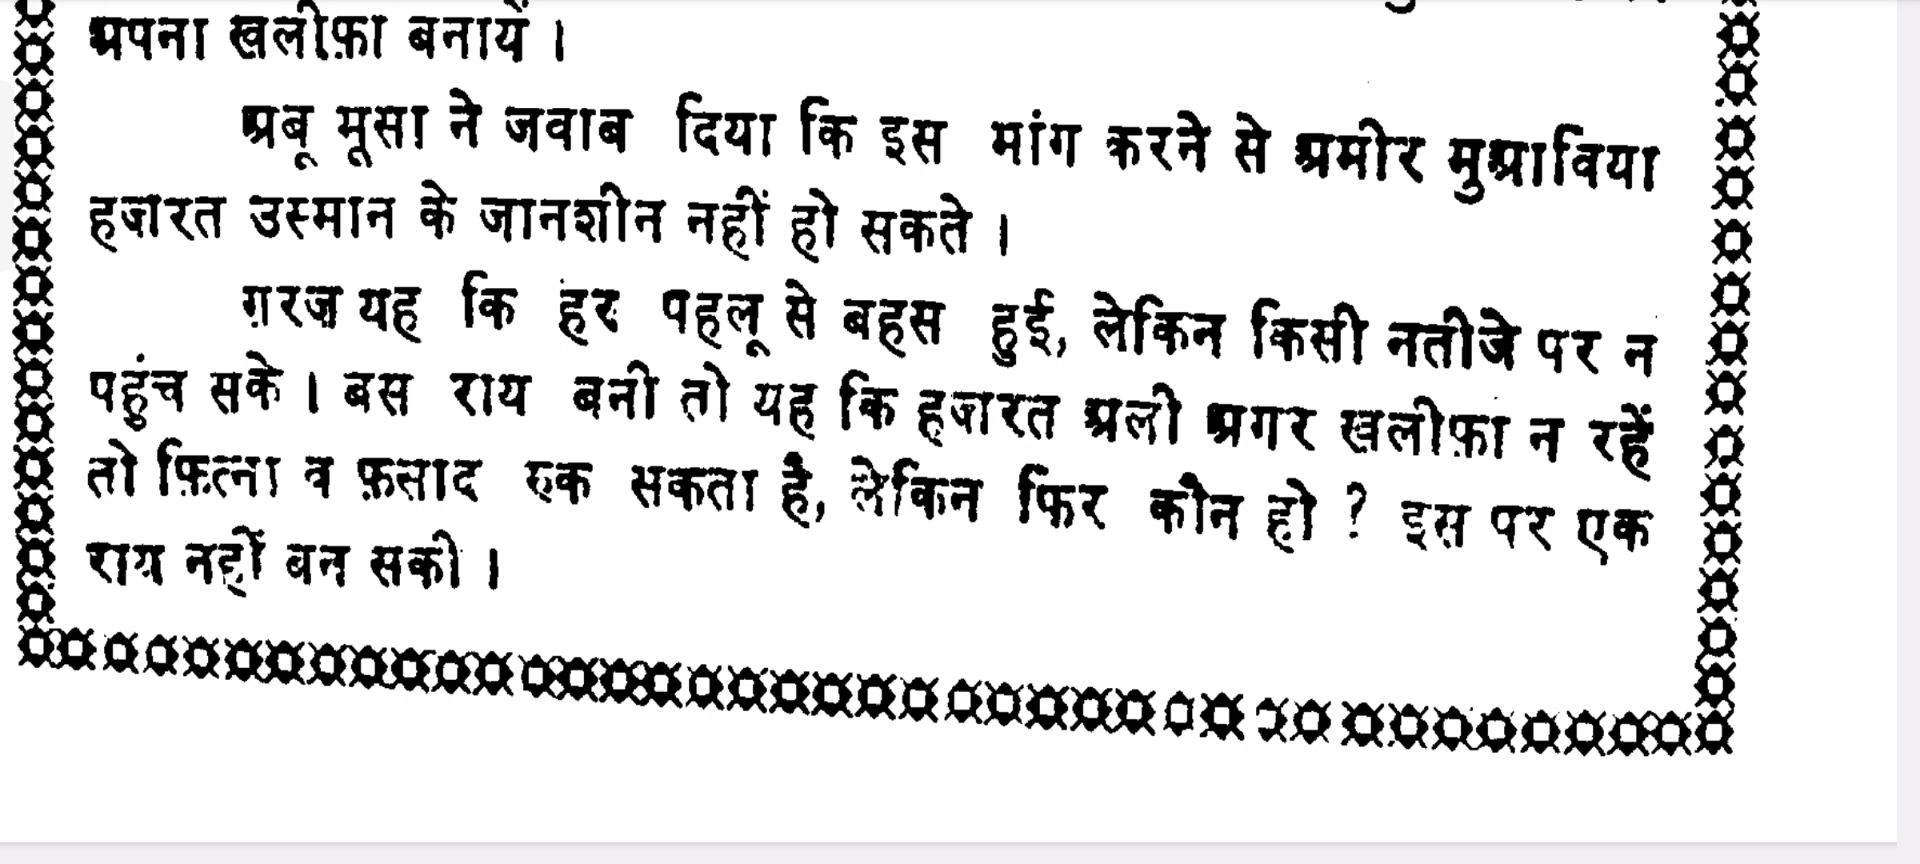 अपना ख़लीफ़ा बनायें ।
अबू मूसा ने जवाब दिया कि इस मांग करने से अमीर मुआविया
हज़रत उस्मान के जानशीन नहीं हो सकते ।
ग़रज़ यह कि हर पहलू से बहस हुई, लेकिन किसी नतीजे पर न
पहुंच सके । बस राय बनी तो यह कि हज़रत अली अगर ख़लीफ़ा न रहें
तो फ़ित्ना व फ़साद रुक सकता है, लेकिन फिर कौन हो ? इस पर एक
राय नहीं बन सकी ।